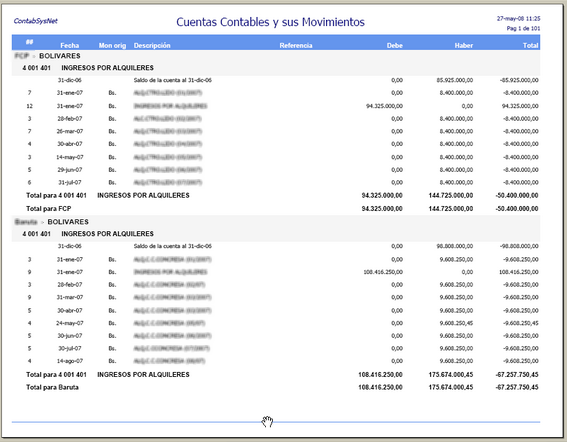 ContabSysNet
Cuentas Contables y sus Movimientos
27-may-08 11:25
Pag 1 de 101
## Fecha Mon orig Descripción Referencia Debe Haber Total
- BOLIVARES
4 001 401 INGRESOS POR ALQUILERES
31-dic-06 Saldo de la cuenta al 31-dic-06 0,00 85.925.000,00 -85.925.000,00
7 31-ene-07 Bs. 0,00 8.400.000,00 -8.400.000,00
12 31-ene-07 Bs. INGRESOS POR ALQUILERES 94.325.000,00 0,00 94.325.000,00
3 28-feb-07 Bs. 0,00 8.400.000,00 -8.400.000,00
7 26-mar-07 Bs. 0,00 8.400.000,00 -8.400.000,00
4 30-abr-07 Bs. 0,00 8.400.000,00 -8.400.000,00
3 14-may-07 Bs. 0,00 8.400.000,00 -8.400.000,00
5 29-jun-07 Bs. 0,00 8.400.000,00 -8.400.000,00
6 31-jul-07 Bs. 0,00 8.400.000,00 -8.400.000,00
Total para 4 001 401 INGRESOS POR ALQUILERES 94.325.000,00 144.725.000,00 -50.400.000,00
Total para FCP 94.325.000,00 144.725.000,00 -50.400.000,00
Baruta - BOLIVARES
4 001 401 INGRESOS POR ALQUILERES
31-dic-06 Saldo de la cuenta al 31-dic-06 0,00 98.808.000,00 -98.808.000,00
3 31-ene-07 Bs. 0,00 9.608.250,00 -9.608.250,00
9 31-ene-07 Bs. INGRESOS POR ALQUILERES 108.416.250,00 0,00 108.416.250,00
3 28-feb-07 Bs. 0,00 9.608.250,00 -9.608.250,00
9 31-mar-07 Bs. 0,00 9.608.250,00 -9.608.250,00
5 30-abr-07 Bs. 0,00 9.608.250,00 -9.608.250,00
4 24-may-07 Bs. 0,00 9.608.250,45 -9.608.250,45
5 30-jun-07 Bs. 0,00 9.608.250,00 -9.608.250,00
5 30-jul-07 Bs. 0,00 9.608.250,00 -9.608.250,00
4 14-ago-07 Bs. 0,00 9.608.250,00 -9.608.250,00
Total para 4 001 401 INGRESOS POR ALQUILERES 108.416.250,00 175.674.000,45 -67.257.750,45
Total para Baruta 108.416.250,00 175.674.000,45 -67.257.750,45